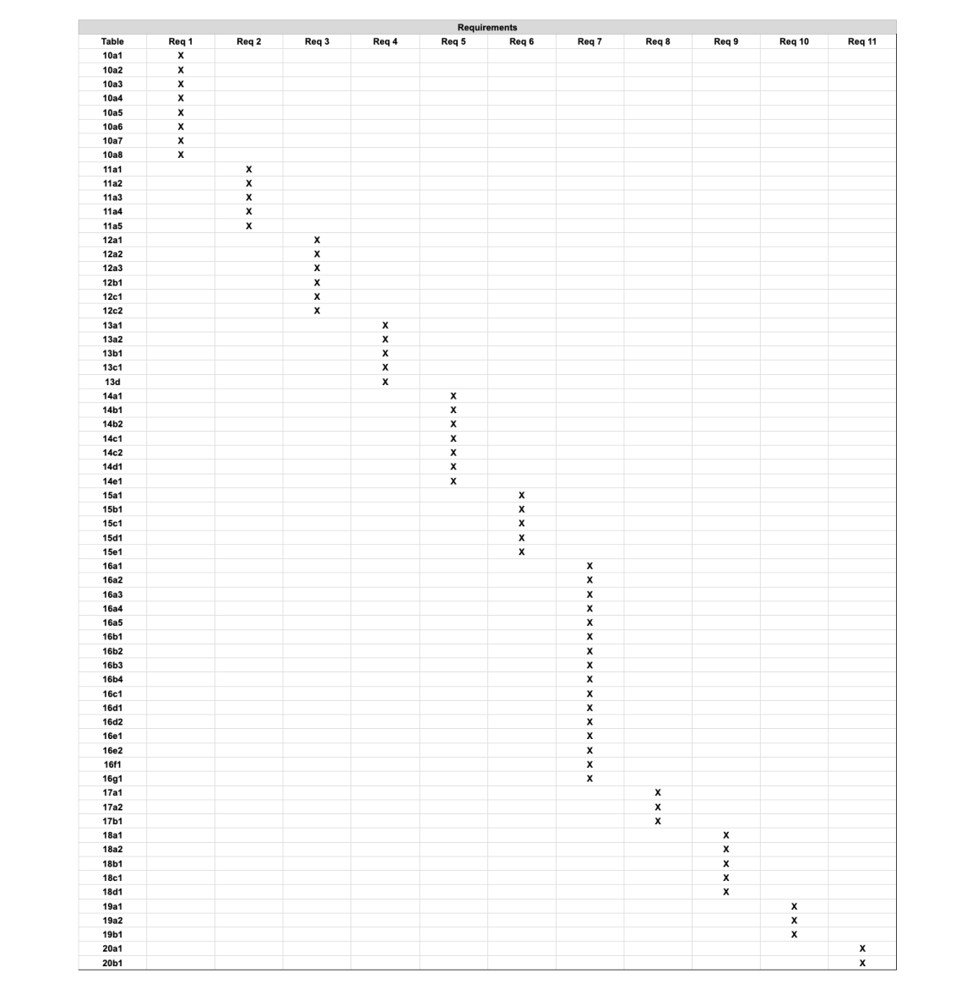 Requirements
Table Req 1 Req 2 Req 3 Req 4 Req 5 Req 6 Req 7 Req 8 Req 9 Req 10 Req 11
10a1 X
10a2 X
10a3 X
10a4 X
10a5 X
10a6 X
10a7 X
10a8 X
11a1 X
11a2 X
11a3 X
11a4 X
11a5 X
12a1 X
12a2 X
12a3 X
12b1 X
12c1 X
12c2 X
13a1 X
13a2 X
13b1 X
13c1 X
13d X
14a1 X
14b1 X
14b2 X
14c1 X
14c2 X
14d1 X
14e1 X
15a1 X
15b1 X
15c1 X
15d1 X
15e1 X
16a1 X
16a2 X
16a3 X
16a4 X
16a5 X
16b1 X
16b2 X
16b3 X
16b4 X
16c1 X
16d1 X
16d2 X
16e1 X
16e2 X
16f1 X
16g1 X
17a1 X
17a2 X
17b1 X
18a1 X
18a2 X
18b1 X
18c1 X
18d1 X
19a1 X
19a2 X
19b1 X
20a1 X
20b1 X